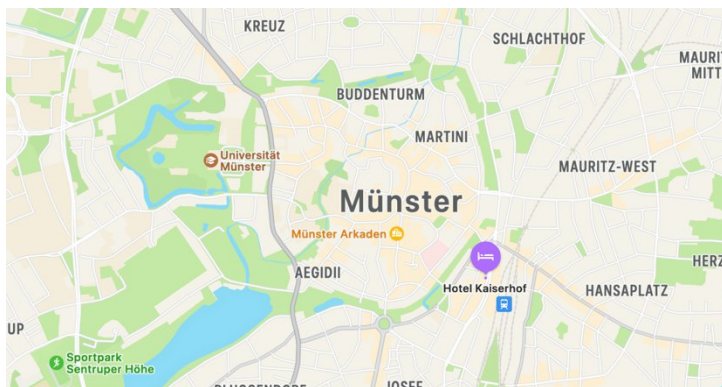 KREUZ
SCHLACHTHOF
MAURI
MITT
BUDDENTURM
MARTINI
Universität
Münster
MAURITZ-WEST
Münster
Münster Arkaden
AEGIDII
Hotel Kaiserhof
HERZ
HANSAPLATZ
UP
Sportpark
Sentruper Höhe
PLUGGENDORF
JOSEF